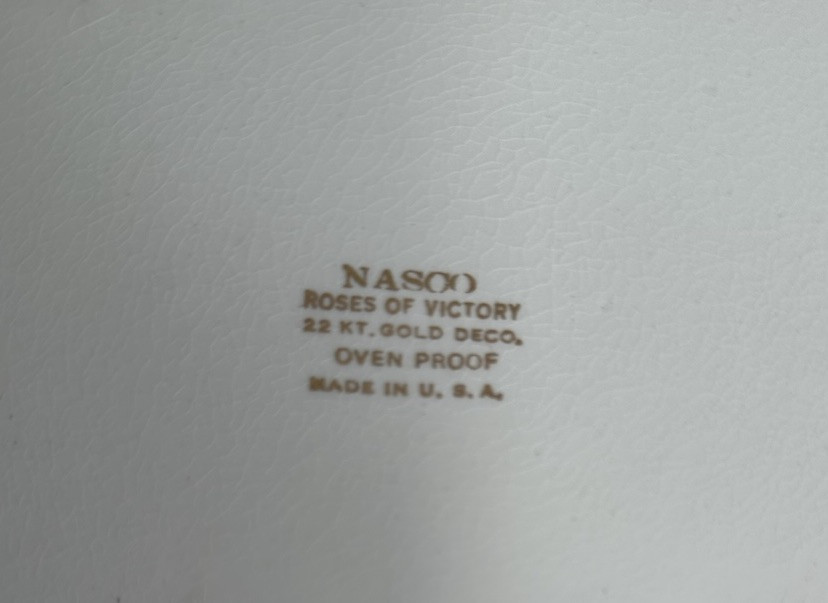 NASCO
ROSES OF VICTORY
22 KT. GOLD DECO.
OVEN PROOF
MADE IN U. S. A.